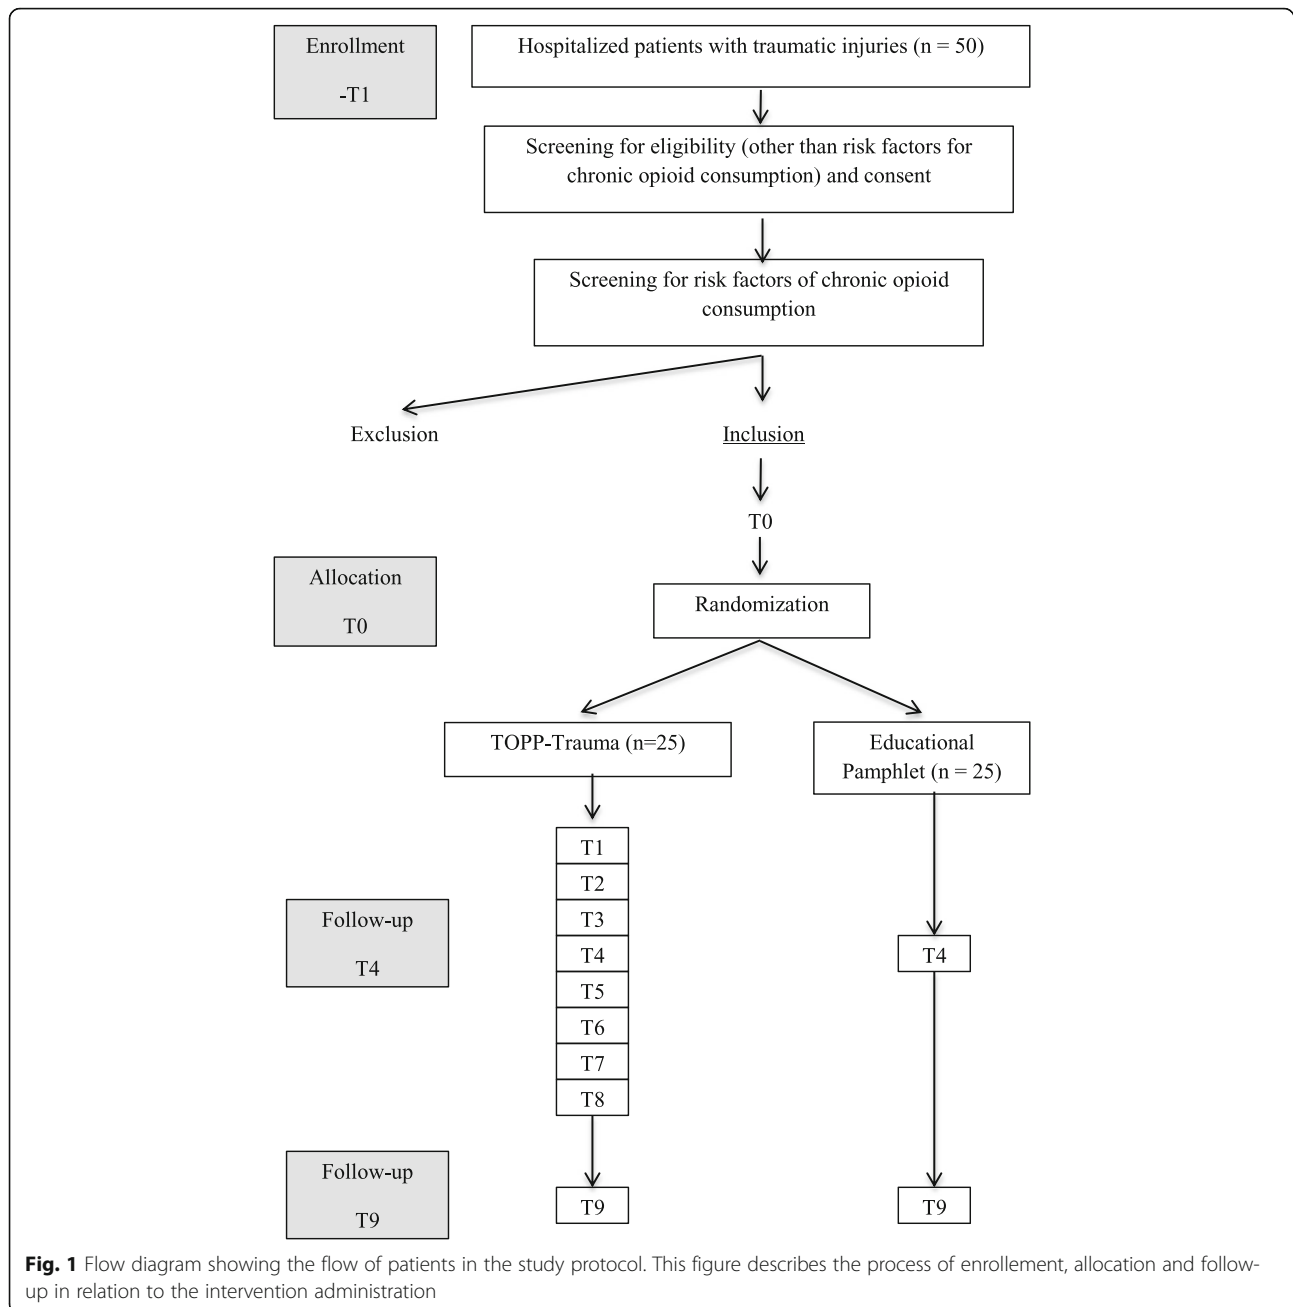 Enrollment
-T1
Hospitalized patients with traumatic injuries (n = 50)
Screening for eligibility (other than risk factors for
chronic opioid consumption) and consent
Screening for risk factors of chronic opioid
consumption
Exclusion
Inclusion
T0
Allocation
T0
Randomization
TOPP-Trauma (n=25)
Educational
Pamphlet (n = 25)
T1
T2
T3
T4
T5
T6
T7
T8
Follow-up
T4
T4
Follow-up
T9
T9
T9
Fig. 1 Flow diagram showing the flow of patients in the study protocol. This figure describes the process of enrollement, allocation and follow-
up in relation to the intervention administration